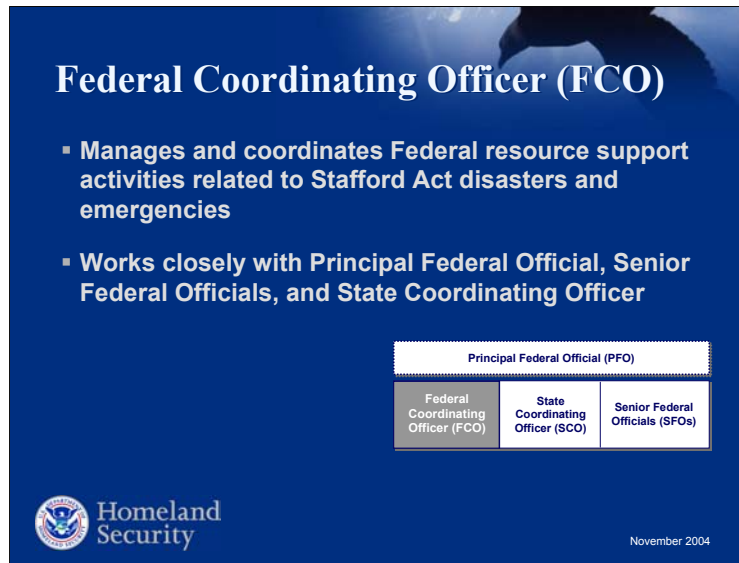 Federal Coordinating Officer (FCO)
▪ Manages and coordinates Federal resource support
activities related to Stafford Act disasters and
emergencies
▪ Works closely with Principal Federal Official, Senior
Federal Officials, and State Coordinating Officer
Principal Federal Official (PFO)
Federal
Coordinating
Officer (FCO)
State
Coordinating
Officer (SCO)
Senior Federal
Officials (SFOs)
Homeland
Security
November 2004